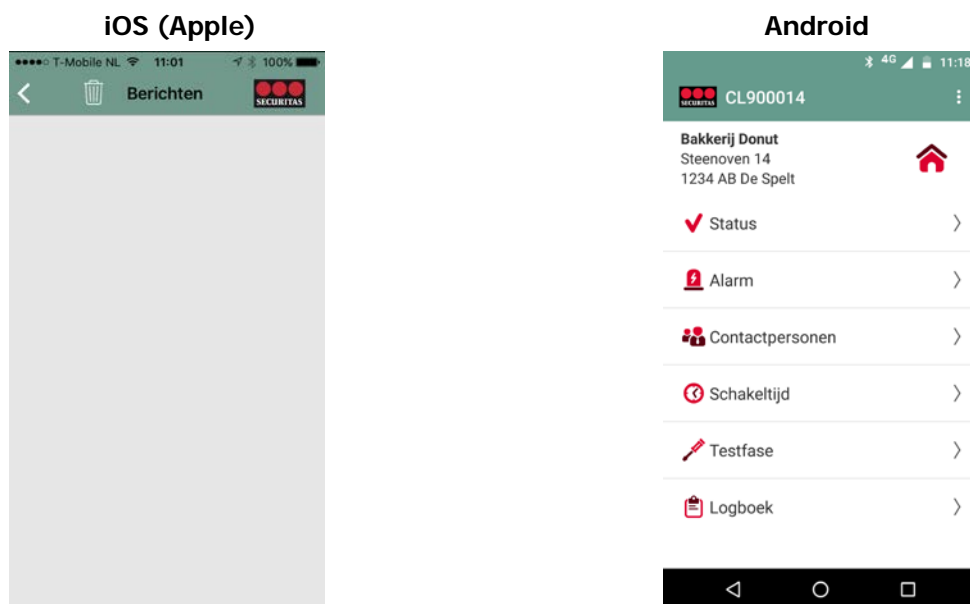 iOS (Apple)
T-Mobile NL 11:01 100%
Berichten
SECURITAS
Android
4G 11:18
SECURITAS CL900014
Bakkerij Donut
Steenoven 14
1234 AB De Spelt
Status
Alarm
Contactpersonen
Schakeltijd
Testfase
Logboek